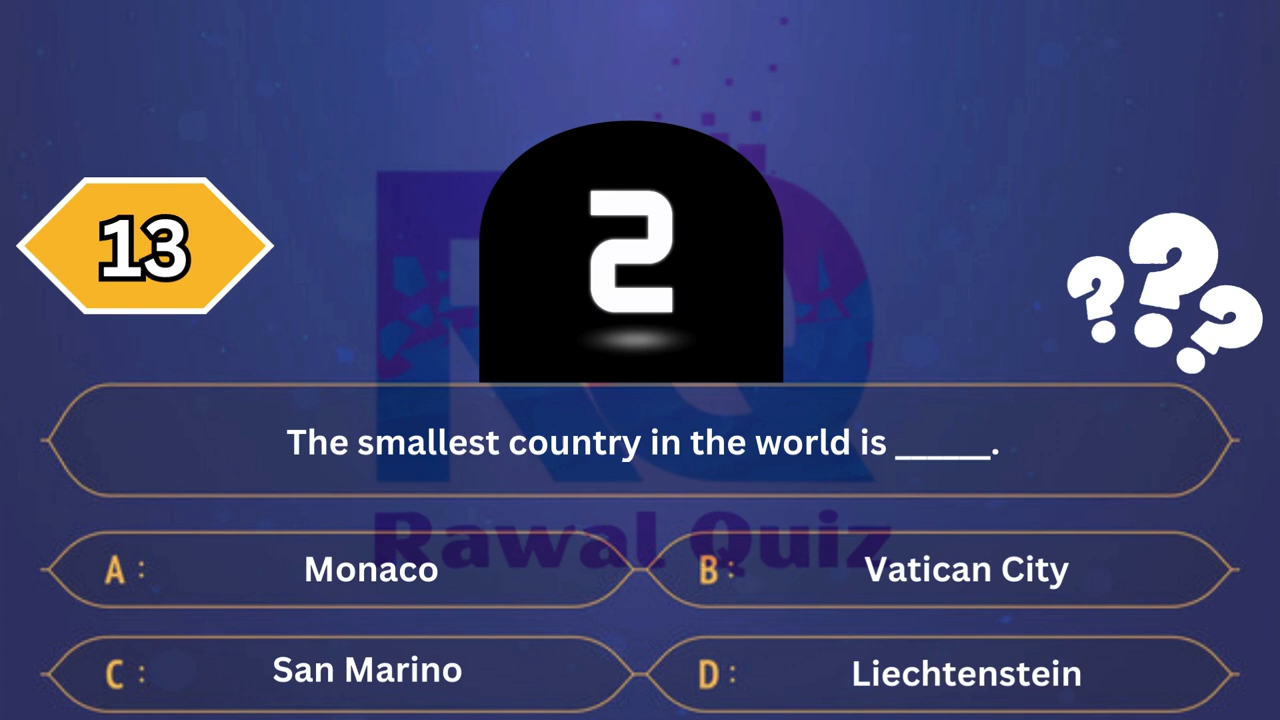 2
13
? ? ?
The smallest country in the world is ______.
Rawal Quiz
A : Monaco
B : Vatican City
C : San Marino
D : Liechtenstein